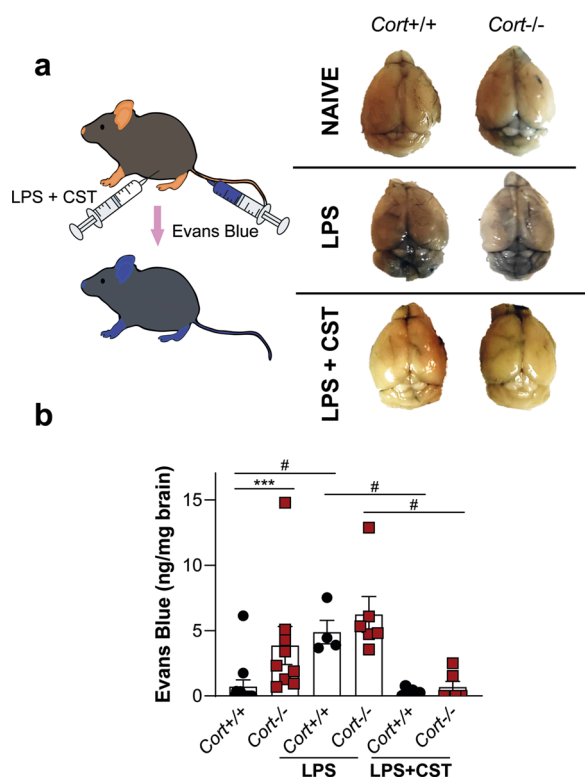 a
Cort+/+ Cort-/-
NAIVE
LPS + CST
Evans Blue
LPS
LPS + CST
b
Evans Blue (ng/mg brain)
# 
*** # #
15
10
5
0
Cort+/+ Cort-/- Cort+/+ Cort-/- Cort+/+ Cort-/-
LPS LPS+CST